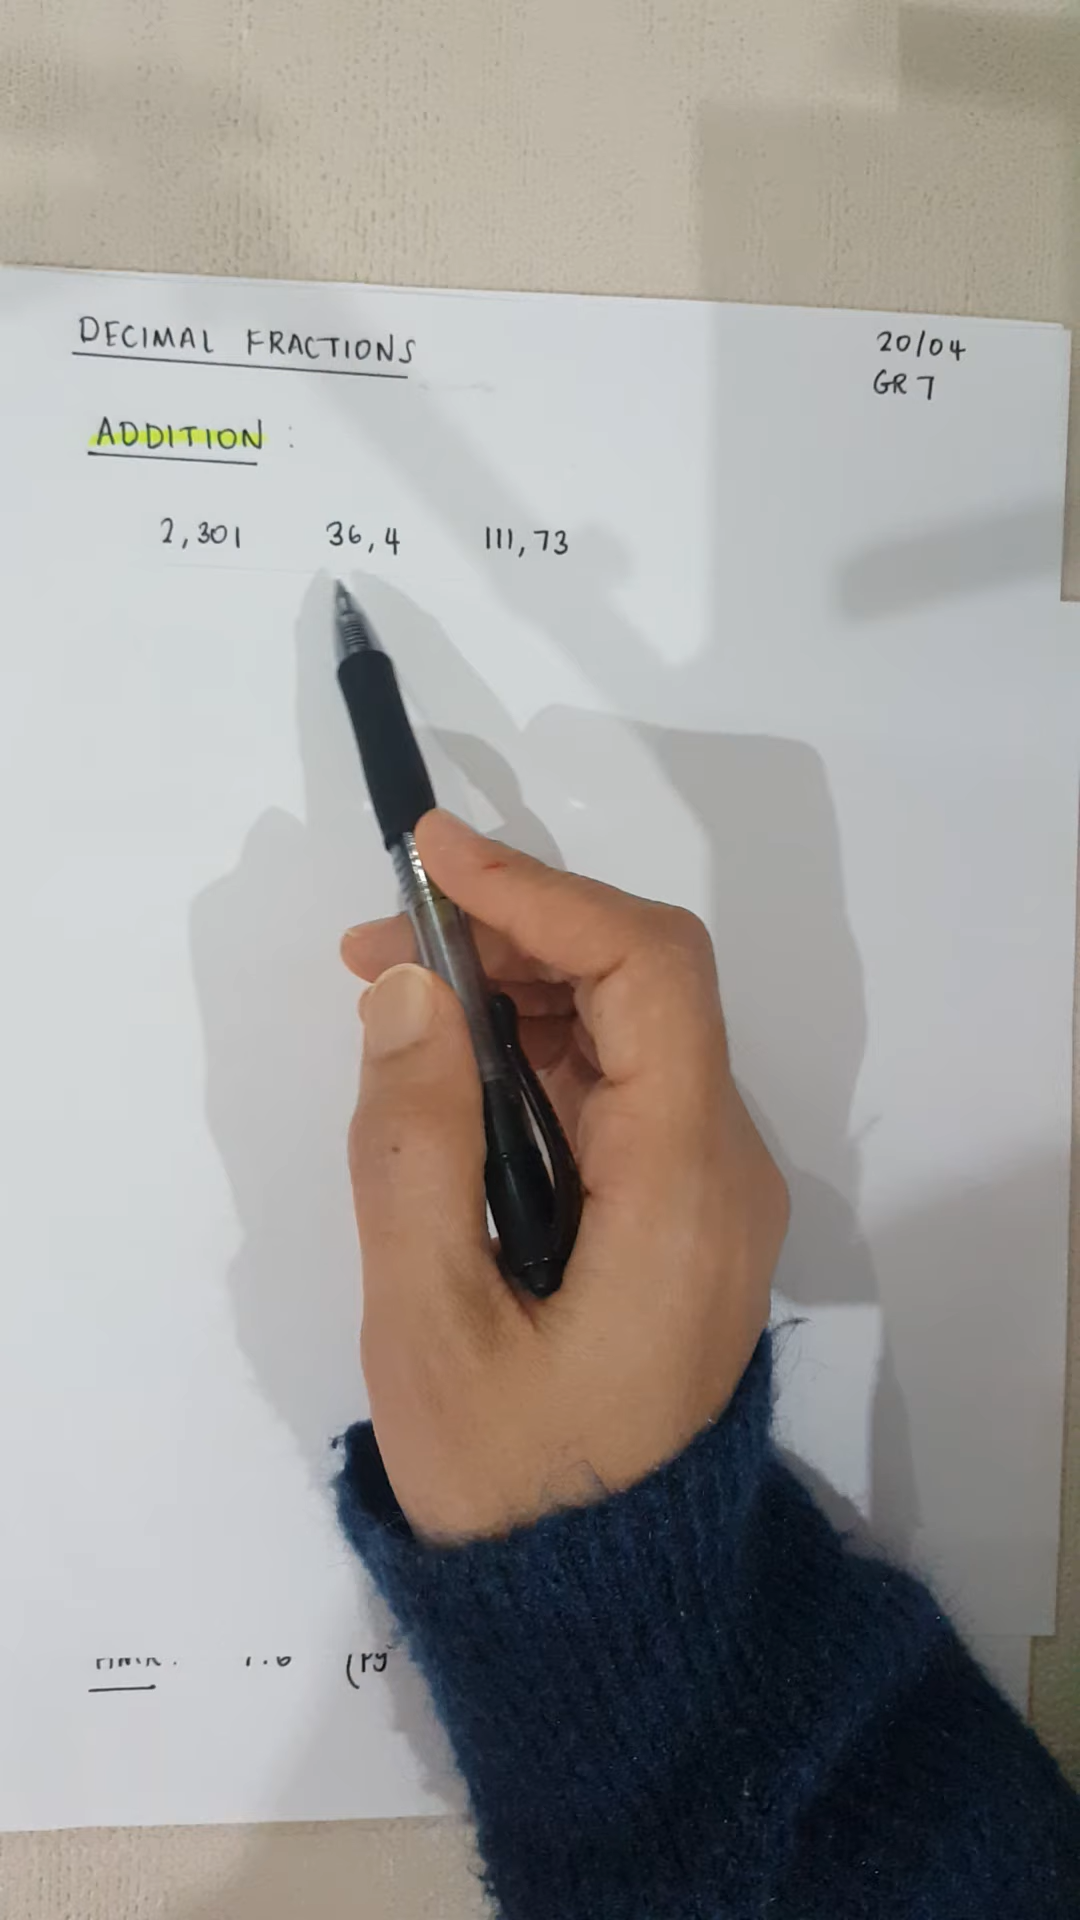 DECIMAL FRACTIONS
20/04
GR 7
ADDITION :
2,301 36,4 111,73